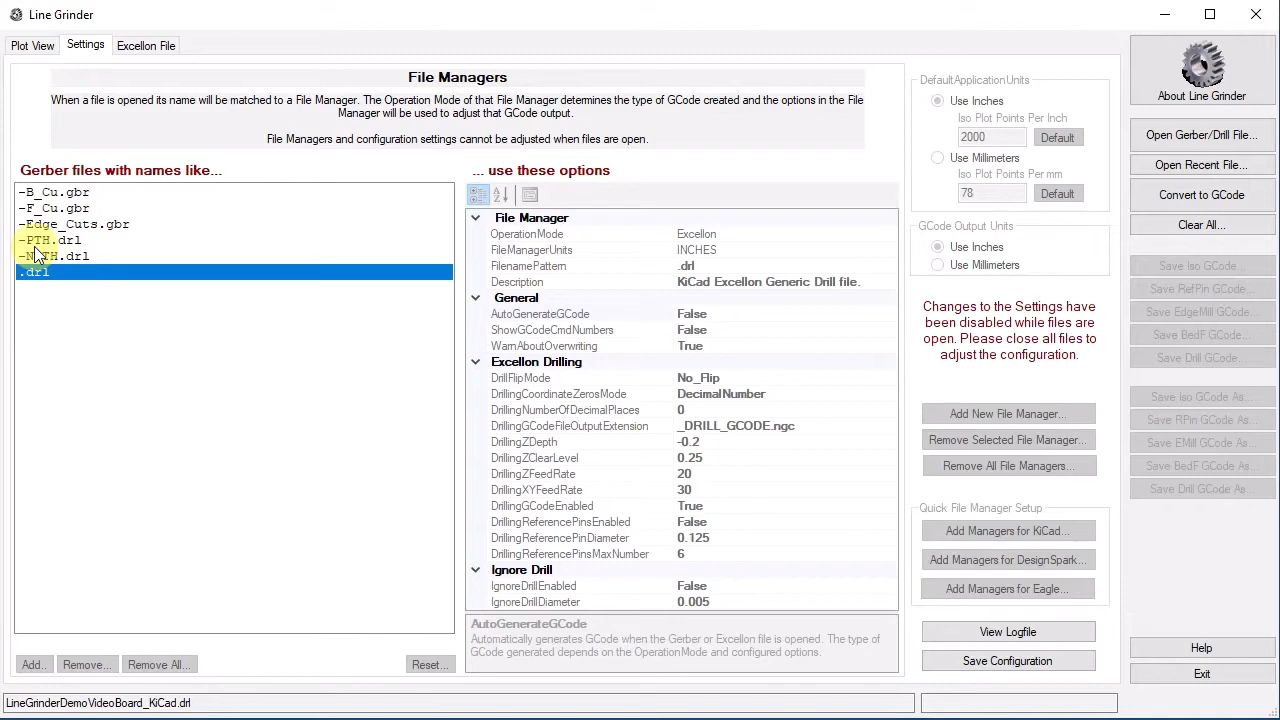 Line Grinder
Plot View
Settings
Excellon File
File Managers
When a file is opened its name will be matched to a File Manager. The Operation Mode of that File Manager determines the type of GCode created and the options in the File
Manager will be used to adjust that GCode output.
File Managers and configuration settings cannot be adjusted when files are open.
Gerber files with names like...
-B_Cu.gbr
-F_Cu.gbr
-Edge_Cuts.gbr
-PTH.drl
-NPTH.drl
.drl
Add..
Remove...
Remove All...
Reset...
... use these options
File Manager
OperationMode Excellon
FileManagerUnits INCHES
FilenamePattern .drl
Description KiCad Excellon Generic Drill file.
General
AutoGenerateGCode False
ShowGCodeCmdNumbers False
WarnAboutOverwriting True
Excellon Drilling
DrillFlipMode No_Flip
DrillingCoordinateZerosMode DecimalNumber
DrillingNumberOfDecimalPlaces 0
DrillingGCodeFileOutputExtension _DRILL_GCODE.ngc
DrillingZDepth -0.2
DrillingZClearLevel 0.25
DrillingZFeedRate 20
DrillingXYFeedRate 30
DrillingGCodeEnabled True
DrillingReferencePinsEnabled False
DrillingReferencePinDiameter 0.125
DrillingReferencePinsMaxNumber 6
Ignore Drill
IgnoreDrillEnabled False
IgnoreDrillDiameter 0.005
AutoGenerateGCode
Automatically generates GCode when the Gerber or Excellon file is opened. The type of
GCode generated depends on the OperationMode and configured options.
DefaultApplicationUnits
Use Inches
Iso Plot Points Per Inch
2000 Default
Use Millimeters
Iso Plot Points Per mm
78 Default
GCode Output Units
Use Inches
Use Millimeters
Changes to the Settings have
been disabled while files are
open. Please close all files to
adjust the configuration.
Add New File Manager...
Remove Selected File Manager...
Remove All File Managers...
Quick File Manager Setup
Add Managers for KiCad...
Add Managers for DesignSpark...
Add Managers for Eagle...
View Logfile
Save Configuration
About Line Grinder
Open Gerber/Drill File...
Open Recent File...
Convert to GCode
Clear All...
Save Iso GCode...
Save RefPin GCode...
Save EdgeMill GCode...
Save BedF GCode...
Save Drill GCode...
Save Iso GCode As...
Save RPin GCode As...
Save EMill GCode As...
Save BedF GCode As...
Save Drill GCode As...
Help
Exit
LineGrinderDemoVideoBoard_KiCad.drl